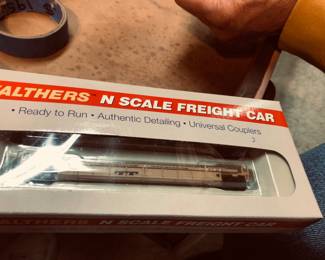 ALTHERS N SCALE FREIGHT CAR
• Ready to Run • Authentic Detailing • Universal Couplers
WALTHERS N SCALE FREIGHT CAR